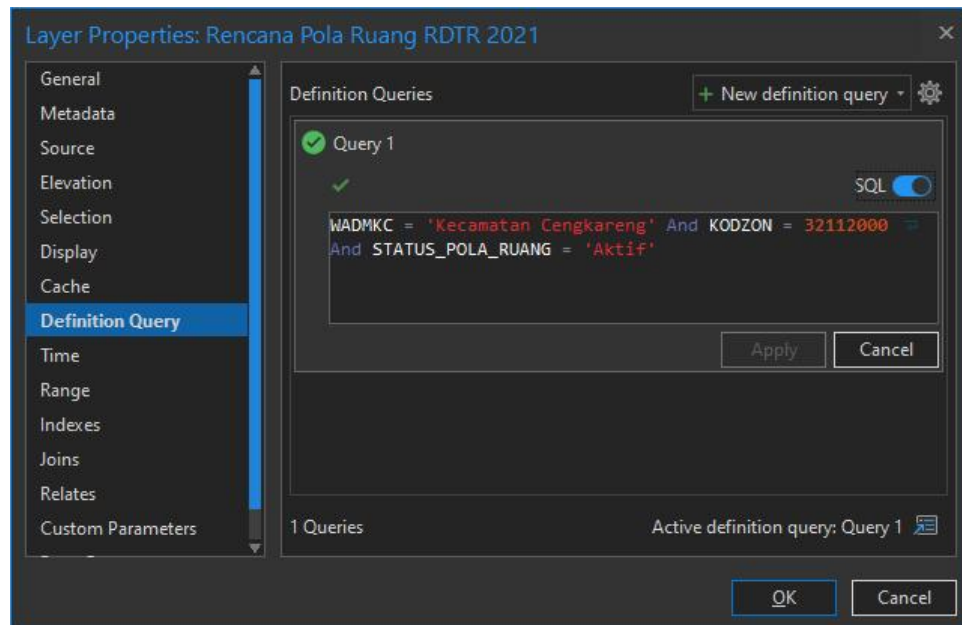 Layer Properties: Rencana Pola Ruang RDTR 2021
General
Metadata
Source
Elevation
Selection
Display
Cache
Definition Query
Time
Range
Indexes
Joins
Relates
Custom Parameters
Definition Queries
+ New definition query
Query 1
SQL
WADMKC = 'Kecamatan Cengkareng' And KODZON = 32112000
And STATUS_POLA_RUANG = 'Aktif'
Apply
Cancel
1 Queries
Active definition query: Query 1
OK
Cancel